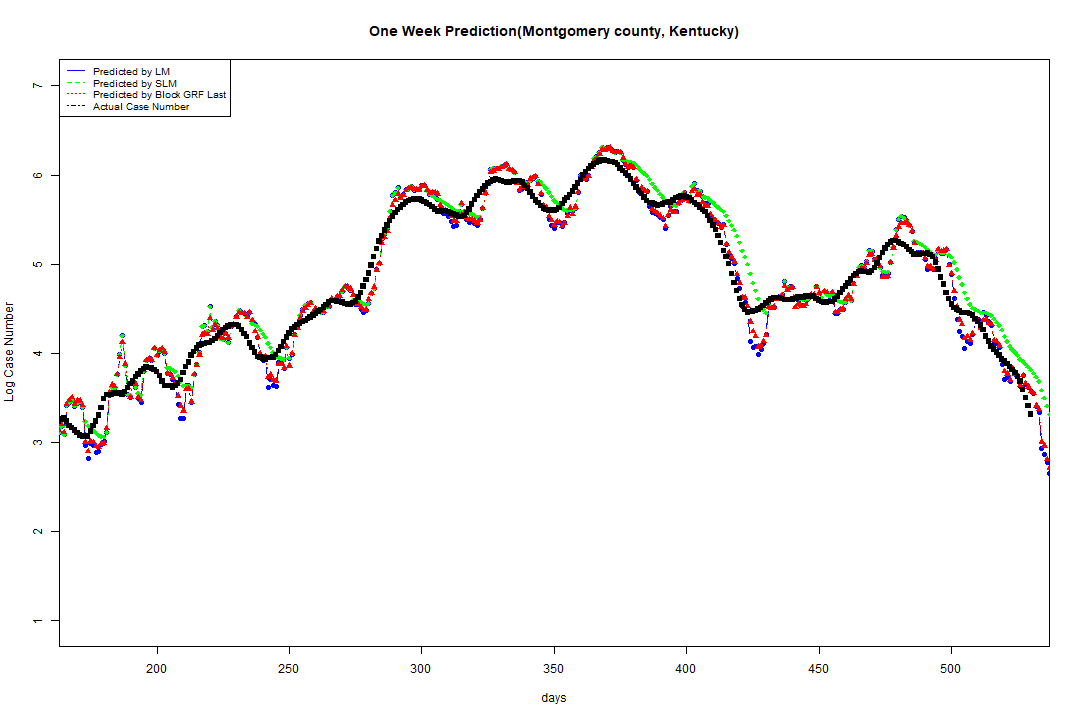 One Week Prediction(Montgomery county, Kentucky)
Predicted by LM
Predicted by SLM
Predicted by Block GRF Last
Actual Case Number
Log Case Number
7
6
5
4
3
2
1
200 250 300 350 400 450 500
days